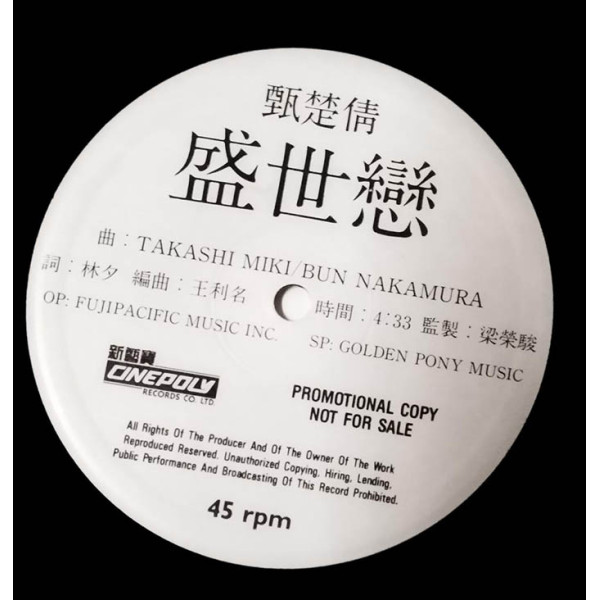 甄楚倩
盛世戀
曲：TAKASHI MIKI/BUN NAKAMURA
詞：林夕 編曲：王利名 時間：4:33 監製：梁榮駿
OP: FUJIPACIFIC MUSIC INC. SP: GOLDEN PONY MUSIC
新藝寶
CINEPOLY
RECORDS CO. LTD
PROMOTIONAL COPY
NOT FOR SALE
All Rights Of The Producer And Of The Owner Of The Work
Reproduced Reserved. Unauthorized Copying, Hiring, Lending,
Public Performance And Broadcasting Of This Record Prohibited.
45 rpm